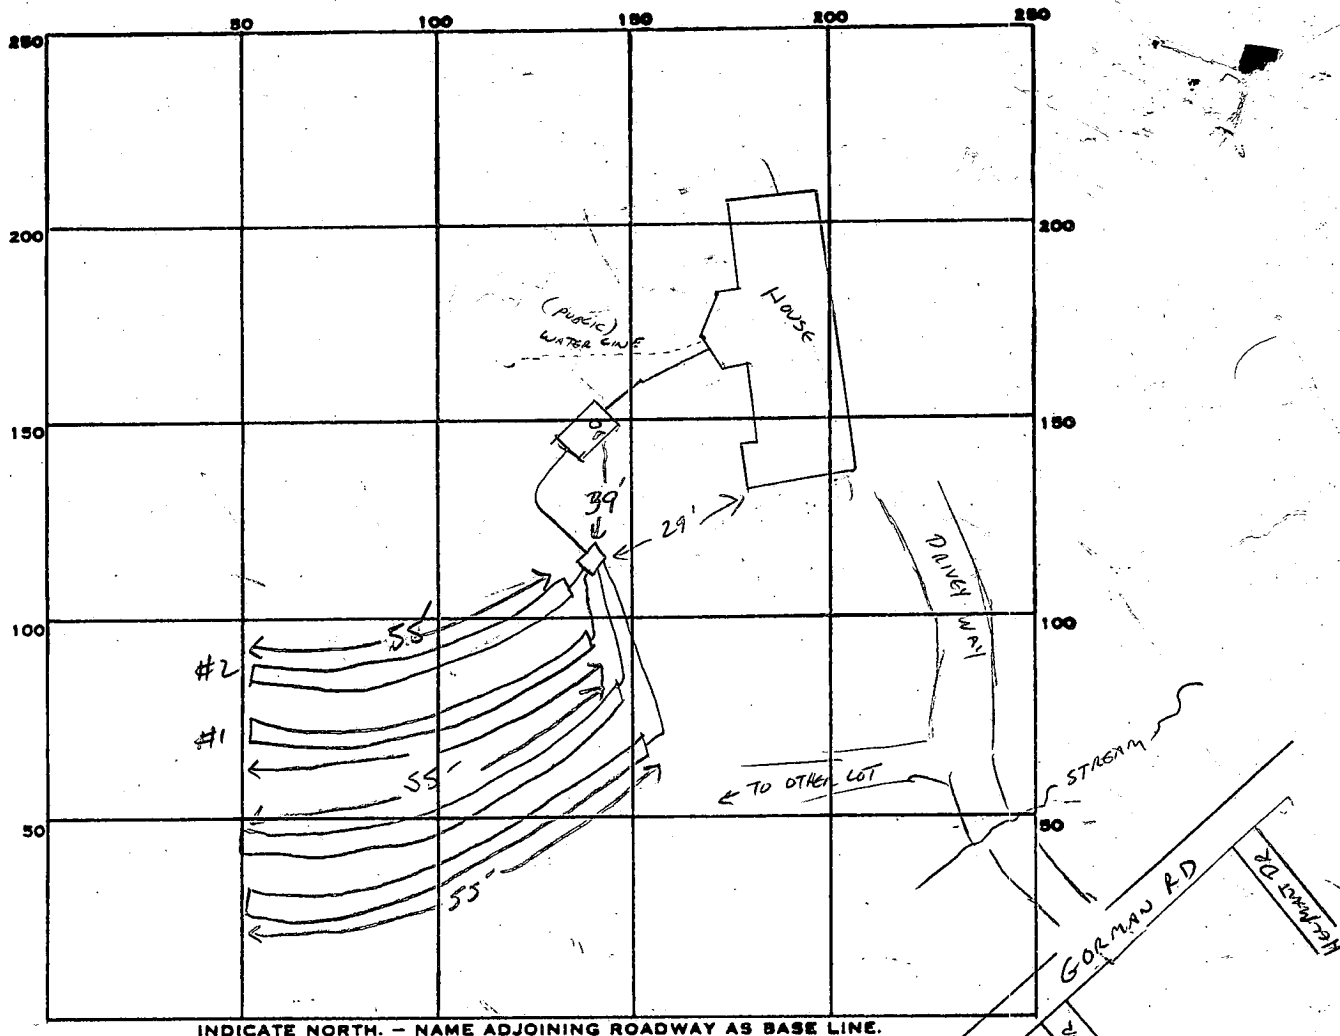 50 100 150 200 250
250
200 200
HOUSE
(PUBLIC)
WATER LINE
150 150
39'
29'
DRIVEWAY
100 100
55'
#2
#1
55'
STREAM
← TO OTHER LOT
50 50
55'
GORMAN RD
INDICATE NORTH. – NAME ADJOINING ROADWAY AS BASE LINE.